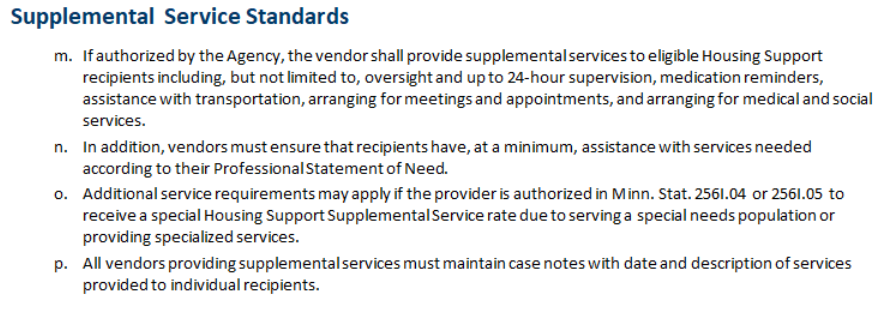 Supplemental Service Standards
m. If authorized by the Agency, the vendor shall provide supplemental services to eligible Housing Support
recipients including, but not limited to, oversight and up to 24-hour supervision, medication reminders,
assistance with transportation, arranging for meetings and appointments, and arranging for medical and social
services.
n. In addition, vendors must ensure that recipients have, at a minimum, assistance with services needed
according to their Professional Statement of Need.
o. Additional service requirements may apply if the provider is authorized in Minn. Stat. 256I.04 or 256I.05 to
receive a special Housing Support Supplemental Service rate due to serving a special needs population or
providing specialized services.
p. All vendors providing supplemental services must maintain case notes with date and description of services
provided to individual recipients.